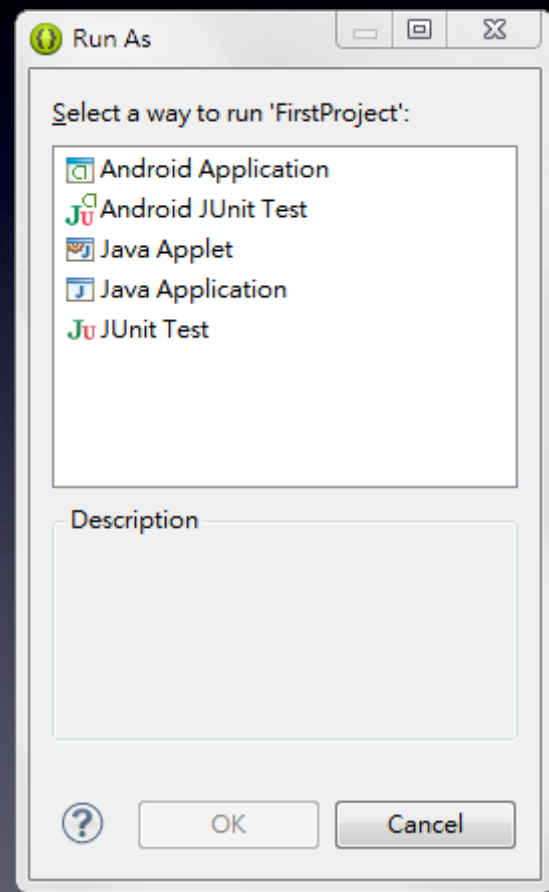 Run As
Select a way to run 'FirstProject':
Android Application
Android JUnit Test
Java Applet
Java Application
JUnit Test
Description
OK
Cancel